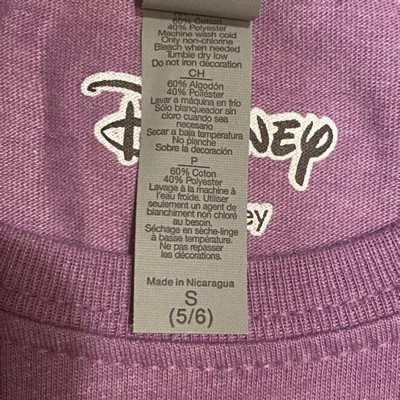 60% Cotton
40% Polyester
Machine wash cold
Only non-chlorine
Bleach when needed
Tumble dry low
Do not iron decoration
CH
60% Algodón
40% Poliéster
Lavar a máquina en frío
Sólo blanqueador sin
cloro cuando sea
necesario
Secar a baja temperatura
No planche
Sobre la decoración
P
60% Coton
40% Polyester
Lavage à la machine à
l'eau froide. Utiliser
seulement un agent de
blanchiment non chloré
au besoin.
Séchage en sèche-linge
à basse température.
Ne pas repasser
les décorations.
Made in Nicaragua
S
(5/6)